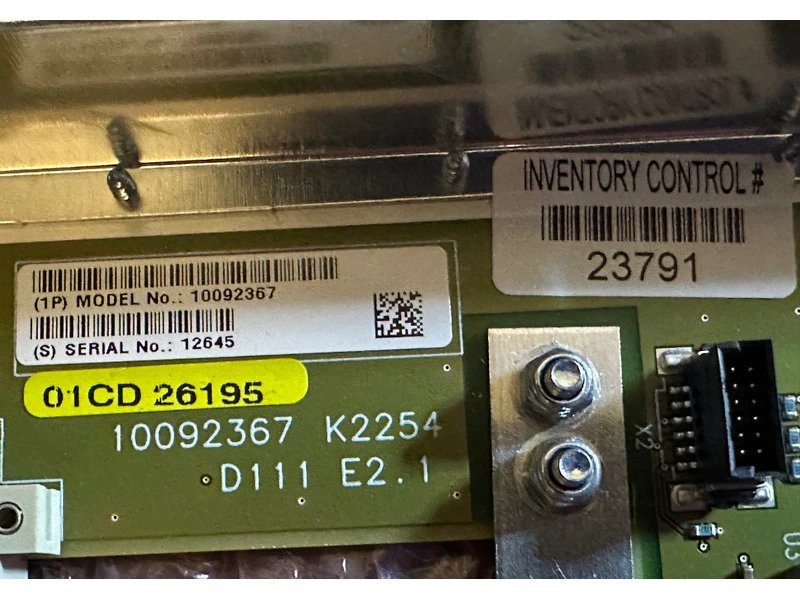 INVENTORY CONTROL #
23791
(1P) MODEL No.: 10092367
(S) SERIAL No.: 12645
01CD 26195
10092367 K2254
D111 E2.1
X2
U3